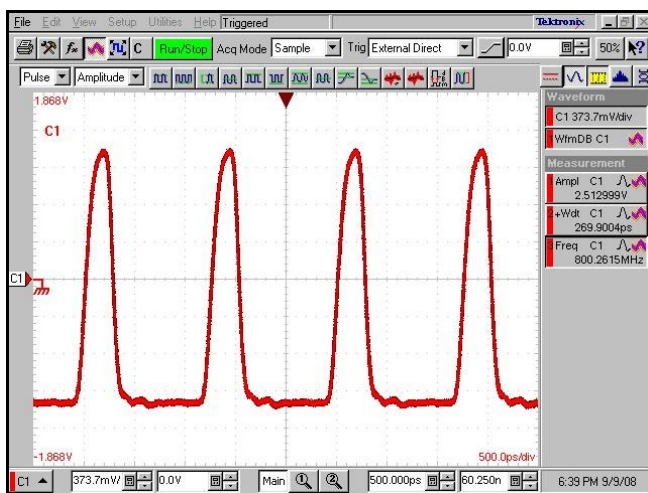 File Edit View Setup Utilities Help Triggered Tektronix
C Run/Stop Acq Mode Sample Trig External Direct 0.0V 50%
Pulse Amplitude
1.868V
C1
C1
-1.868V
500.0ps/div
Waveform
C1 373.7mV/div
WfmDB C1
Measurement
Ampl C1
2.512999V
2 +Wdt C1
269.9004ps
3 Freq C1
800.2615MHz
C1 373.7mV/ 0.0V Main 500.000ps 60.250n 6:39 PM 9/9/08